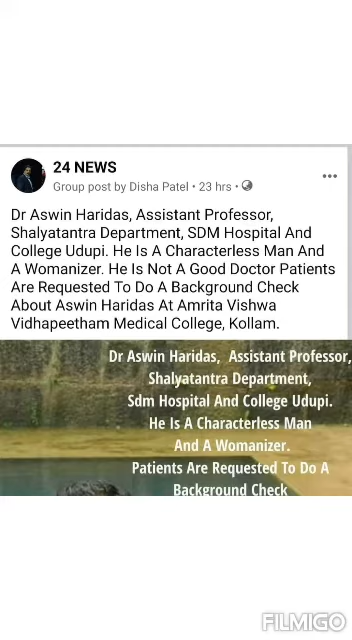 24 NEWS
Group post by Disha Patel • 23 hrs •
Dr Aswin Haridas, Assistant Professor,
Shalyatantra Department, SDM Hospital And
College Udupi. He Is A Characterless Man And
A Womanizer. He Is Not A Good Doctor Patients
Are Requested To Do A Background Check
About Aswin Haridas At Amrita Vishwa
Vidhapeetham Medical College, Kollam.
Dr Aswin Haridas, Assistant Professor,
Shalyatantra Department,
Sdm Hospital And College Udupi.
He Is A Characterless Man
And A Womanizer.
Patients Are Requested To Do A
Background Check
FILMIGO